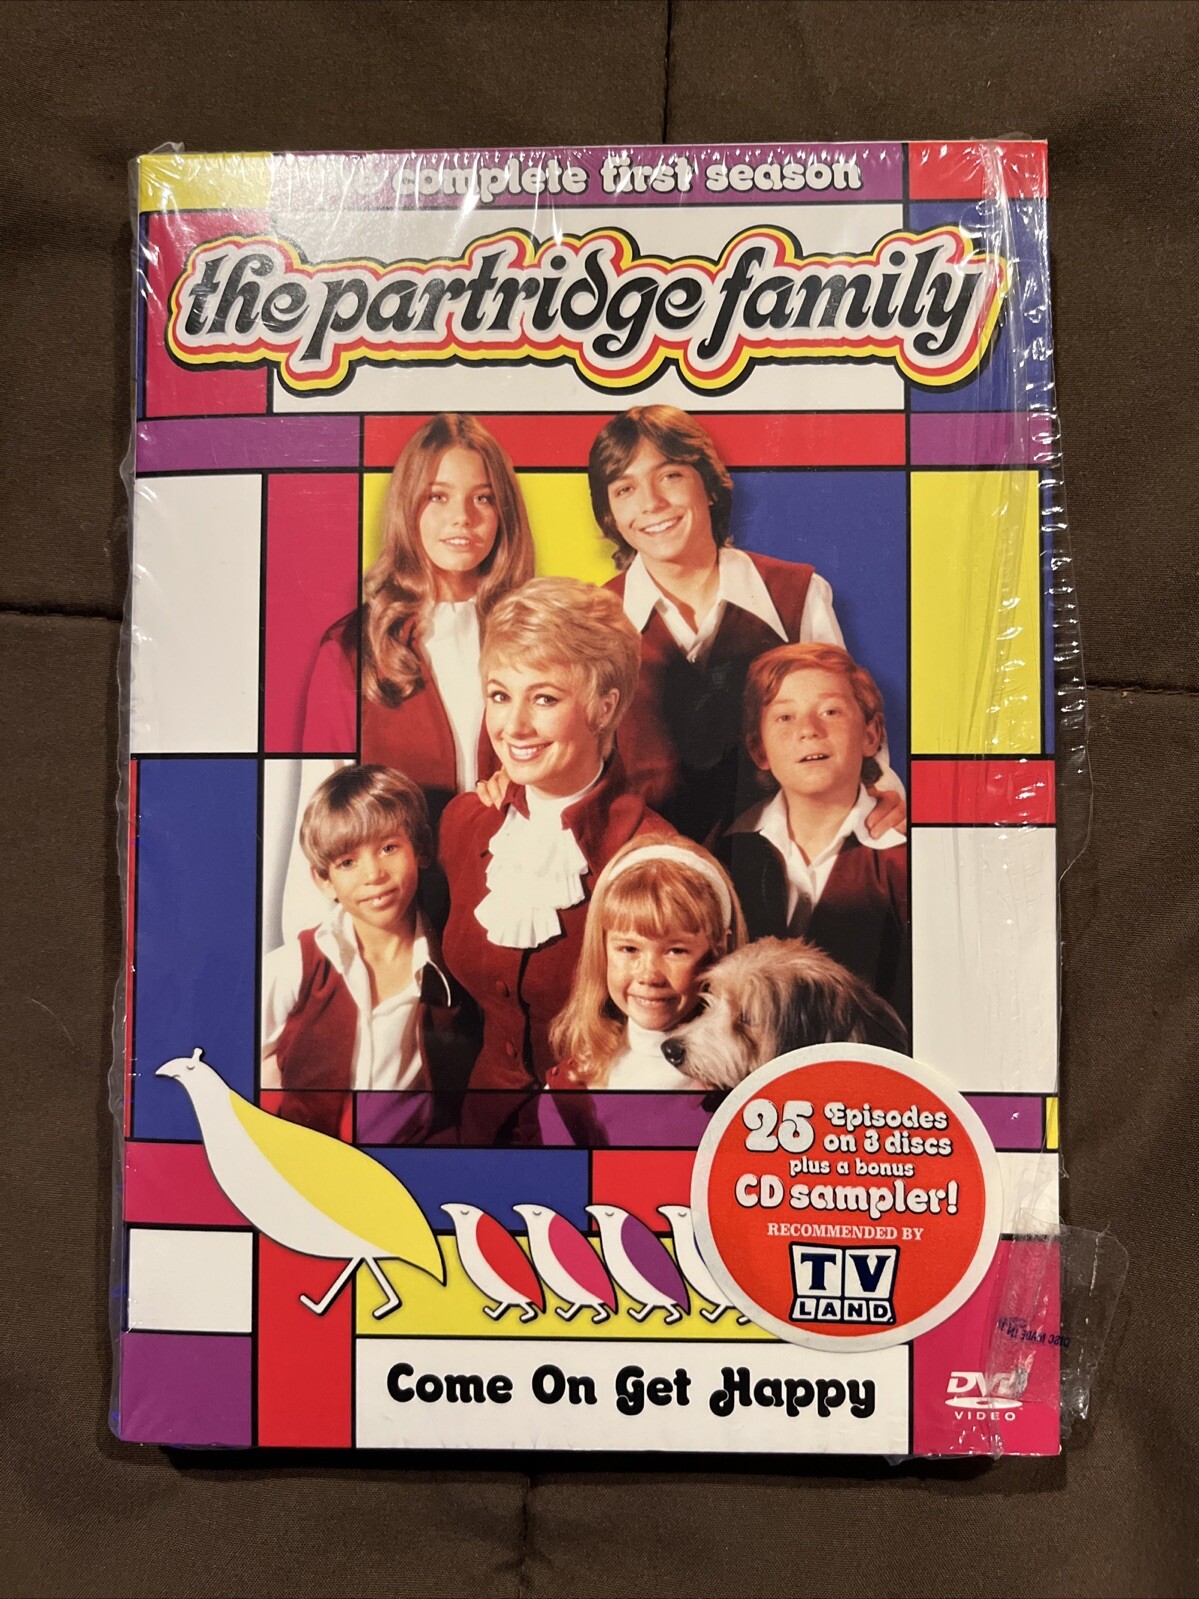 complete first season
the partridge family
25 Episodes
on 3 discs
plus a bonus
CD sampler!
RECOMMENDED BY
TV
LAND
Come On Get Happy
DVD
VIDEO